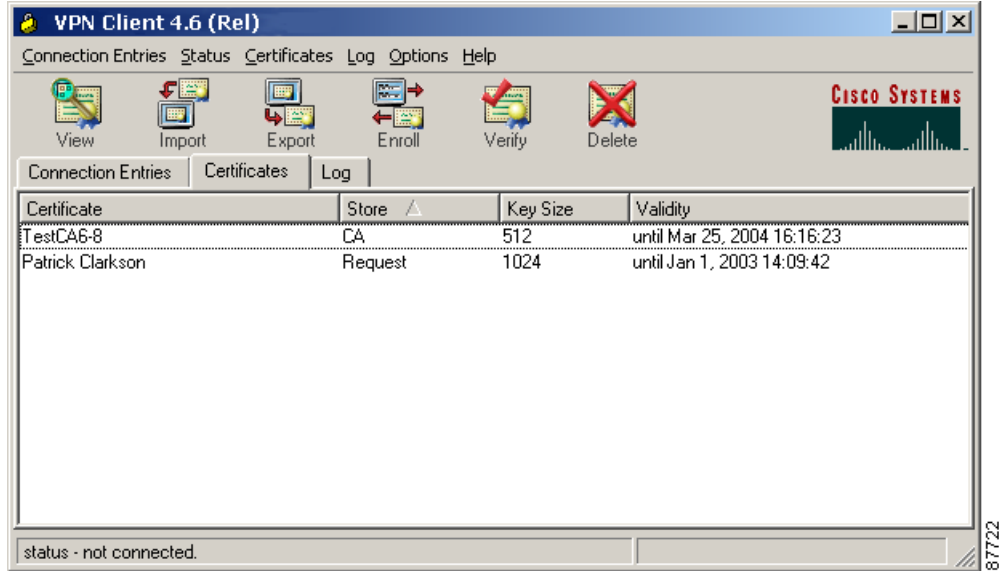 VPN Client 4.6 (Rel)
Connection Entries Status Certificates Log Options Help
View Import Export Enroll Verify Delete
CISCO SYSTEMS
Connection Entries Certificates Log
Certificate Store Key Size Validity
TestCA6-8 CA 512 until Mar 25, 2004 16:16:23
Patrick Clarkson Request 1024 until Jan 1, 2003 14:09:42
status - not connected.
87722